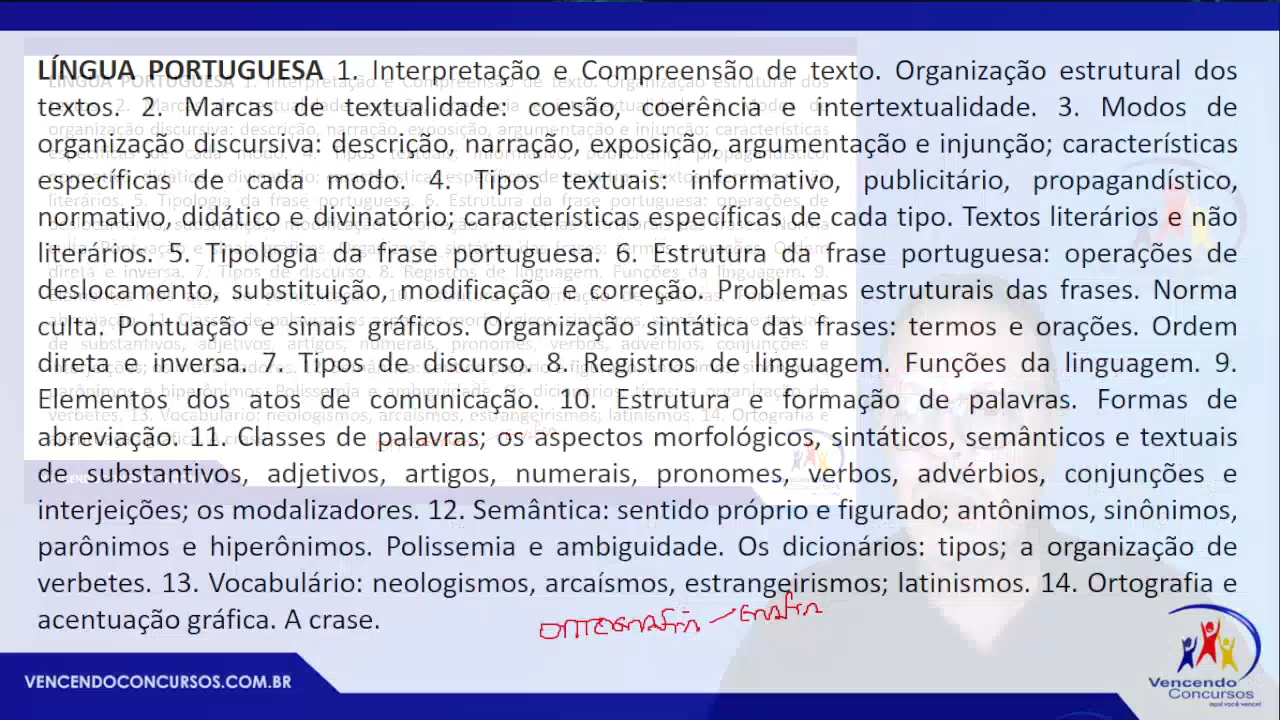 LÍNGUA PORTUGUESA 1. Interpretação e Compreensão de texto. Organização estrutural dos
textos. 2. Marcas de textualidade: coesão, coerência e intertextualidade. 3. Modos de
organização discursiva: descrição, narração, exposição, argumentação e injunção; características
específicas de cada modo. 4. Tipos textuais: informativo, publicitário, propagandístico,
normativo, didático e divinatório; características específicas de cada tipo. Textos literários e não
literários. 5. Tipologia da frase portuguesa. 6. Estrutura da frase portuguesa: operações de
deslocamento, substituição, modificação e correção. Problemas estruturais das frases. Norma
culta. Pontuação e sinais gráficos. Organização sintática das frases: termos e orações. Ordem
direta e inversa. 7. Tipos de discurso. 8. Registros de linguagem. Funções da linguagem. 9.
Elementos dos atos de comunicação. 10. Estrutura e formação de palavras. Formas de
abreviação. 11. Classes de palavras; os aspectos morfológicos, sintáticos, semânticos e textuais
de substantivos, adjetivos, artigos, numerais, pronomes, verbos, advérbios, conjunções e
interjeições; os modalizadores. 12. Semântica: sentido próprio e figurado; antônimos, sinônimos,
parônimos e hiperônimos. Polissemia e ambiguidade. Os dicionários: tipos; a organização de
verbetes. 13. Vocabulário: neologismos, arcaísmos, estrangeirismos; latinismos. 14. Ortografia e
acentuação gráfica. A crase.
VENCENDOCONCURSOS.COM.BR
Vencendo
Concursos
aqui você vence!